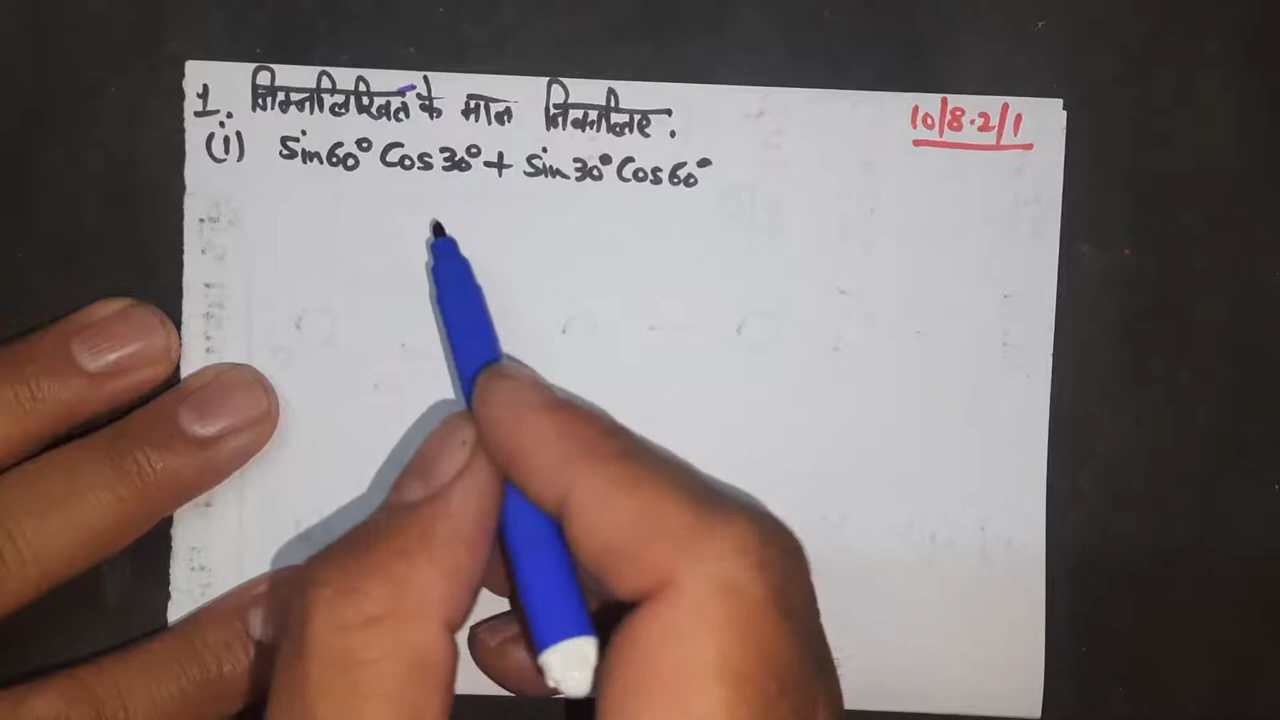 1. निम्नलिखित के मान निकालिए.
10/8.2/1
(i) Sin60° Cos30° + Sin30° Cos60°